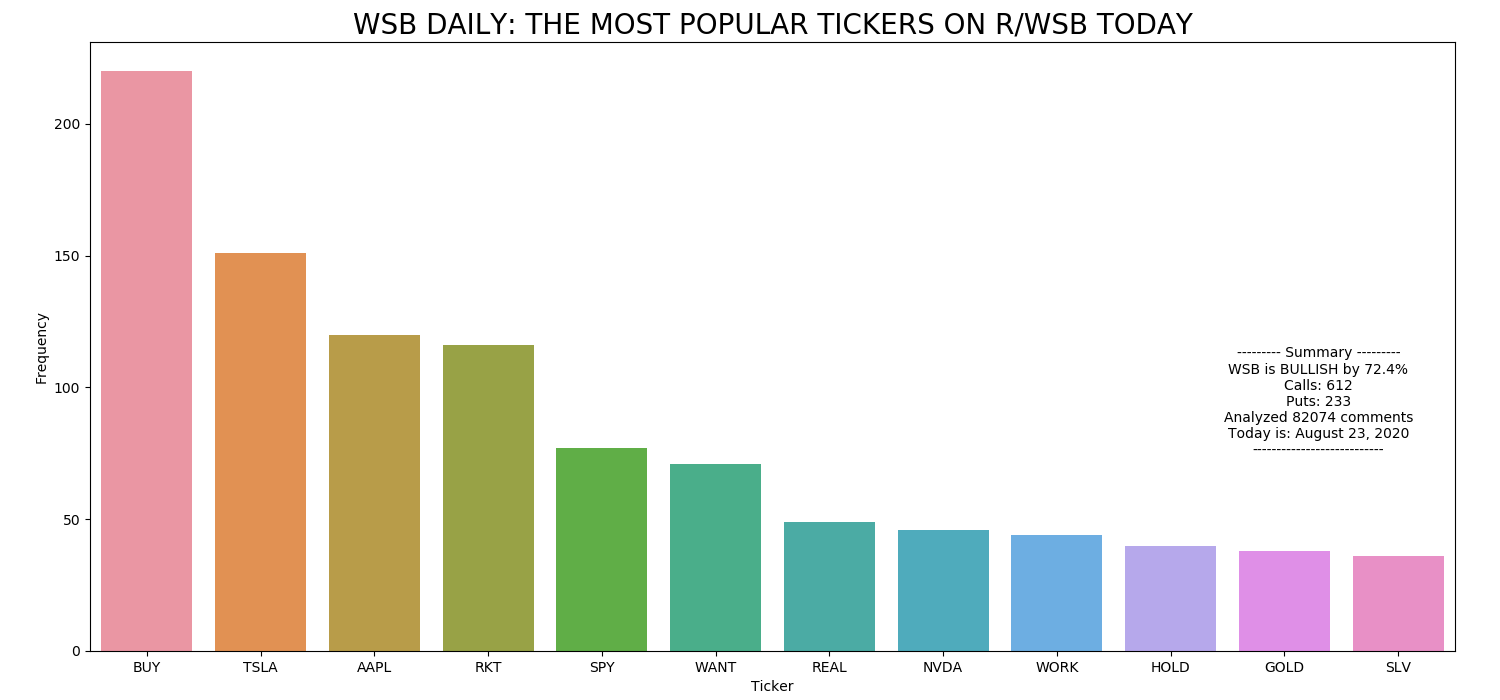 WSB DAILY: THE MOST POPULAR TICKERS ON R/WSB TODAY
200
150
100
50
0
Frequency
--------- Summary ---------
WSB is BULLISH by 72.4%
Calls: 612
Puts: 233
Analyzed 82074 comments
Today is: August 23, 2020
---------------------------
BUY TSLA AAPL RKT SPY WANT REAL NVDA WORK HOLD GOLD SLV
Ticker